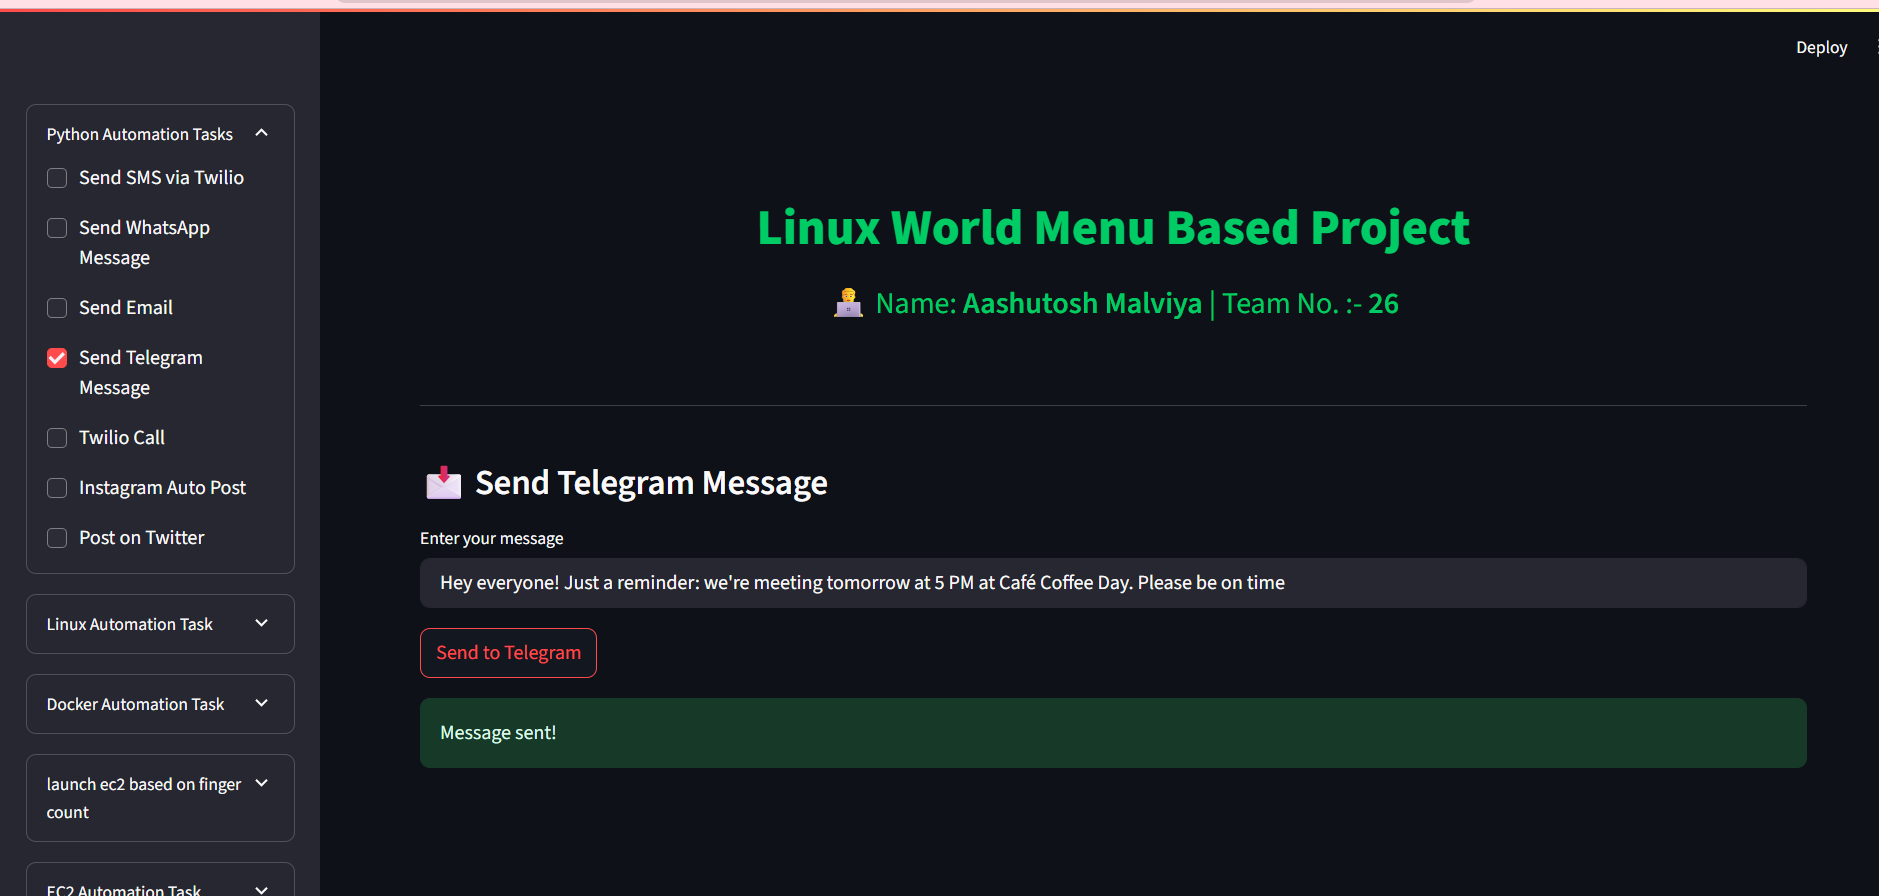 Deploy
Python Automation Tasks
Send SMS via Twilio
Send WhatsApp
Message
Send Email
Send Telegram
Message
Twilio Call
Instagram Auto Post
Post on Twitter
Linux Automation Task
Docker Automation Task
launch ec2 based on finger
count
EC2 Automation Task
Linux World Menu Based Project
Name: Aashutosh Malviya | Team No. :- 26
Send Telegram Message
Enter your message
Hey everyone! Just a reminder: we're meeting tomorrow at 5 PM at Café Coffee Day. Please be on time
Send to Telegram
Message sent!